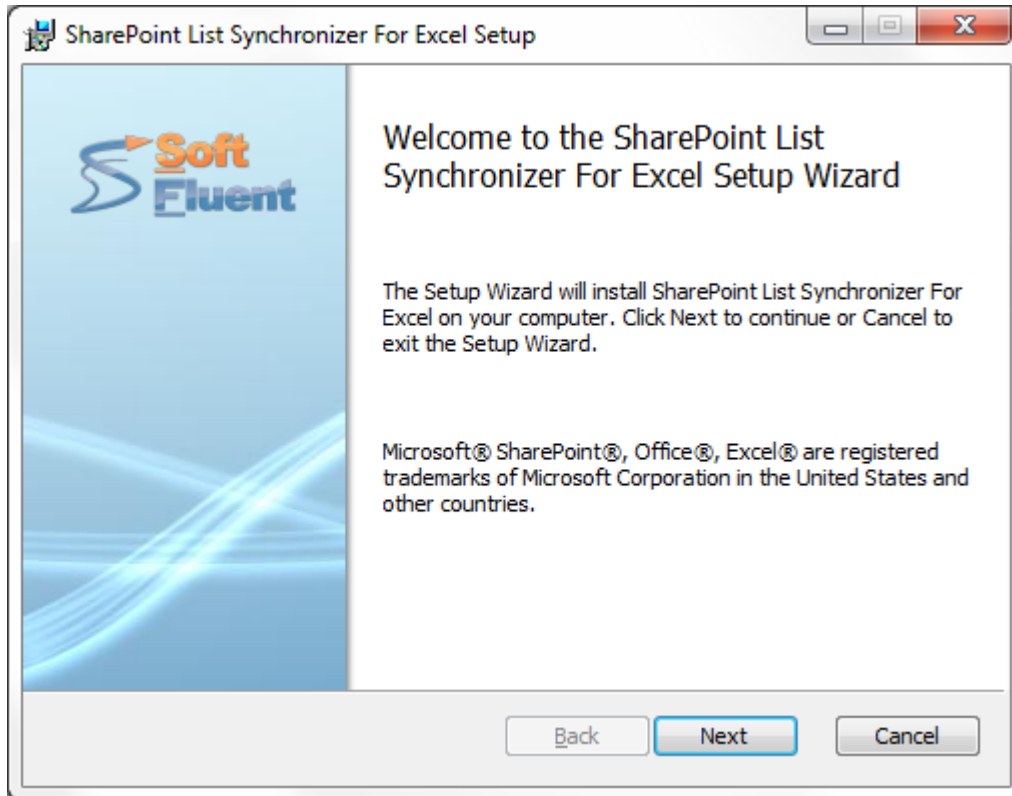 SharePoint List Synchronizer For Excel Setup
Soft
Fluent
Welcome to the SharePoint List
Synchronizer For Excel Setup Wizard
The Setup Wizard will install SharePoint List Synchronizer For
Excel on your computer. Click Next to continue or Cancel to
exit the Setup Wizard.
Microsoft® SharePoint®, Office®, Excel® are registered
trademarks of Microsoft Corporation in the United States and
other countries.
Back Next Cancel